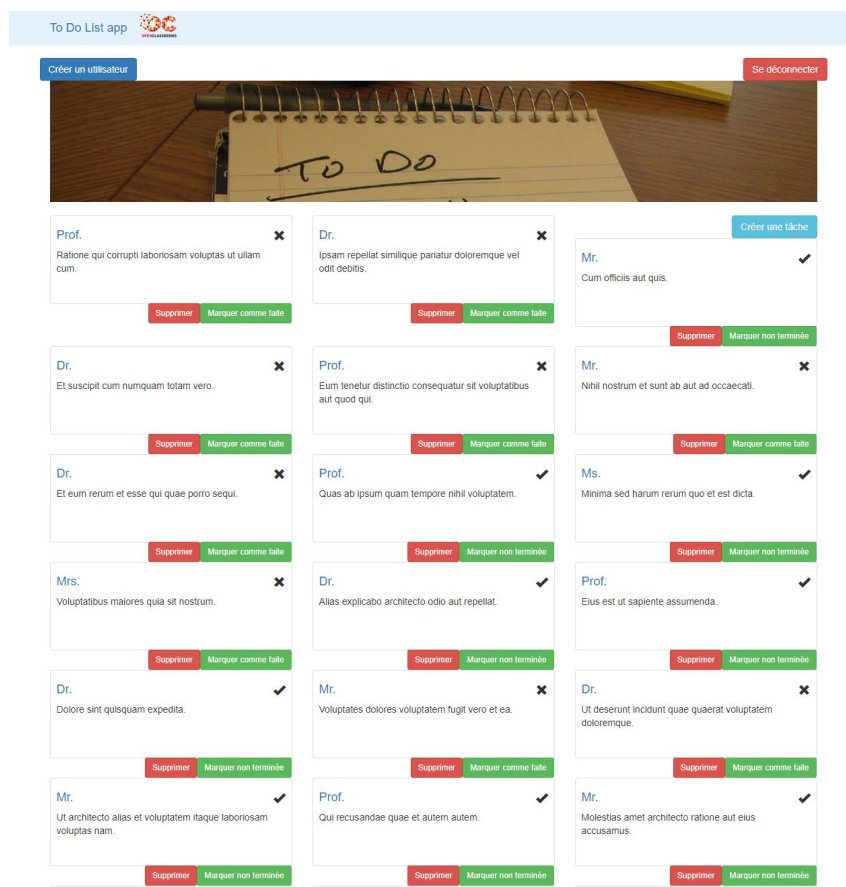 To Do List app
OC
OPENCLASSROOMS
Créer un utilisateur
Se déconnecter
TO DO
Créer une tâche
Prof.
Ratione qui corrupti laboriosam voluptas ut ullam
cum.
Supprimer Marquer comme faite
Dr.
Ipsam repellat similique pariatur doloremque vel
odit debitis.
Supprimer Marquer comme faite
Mr.
Cum officiis aut quis.
Supprimer Marquer non terminée
Dr.
Et suscipit cum numquam totam vero.
Supprimer Marquer comme faite
Prof.
Eum tenetur distinctio consequatur sit voluptatibus
aut quod qui.
Supprimer Marquer comme faite
Mr.
Nihil nostrum et sunt ab aut ad occaecati.
Supprimer Marquer comme faite
Dr.
Et eum rerum et esse qui quae porro sequi.
Supprimer Marquer comme faite
Prof.
Quas ab ipsum quam tempore nihil voluptatem.
Supprimer Marquer non terminée
Ms.
Minima sed harum rerum quo et est dicta.
Supprimer Marquer non terminée
Mrs.
Voluptatibus maiores quia sit nostrum.
Supprimer Marquer comme faite
Dr.
Alias explicabo architecto odio aut repellat.
Supprimer Marquer non terminée
Prof.
Eius est ut sapiente assumenda.
Supprimer Marquer non terminée
Dr.
Dolore sint quisquam expedita.
Supprimer Marquer non terminée
Mr.
Voluptates dolores voluptatem fugit vero et ea.
Supprimer Marquer comme faite
Dr.
Ut deserunt incidunt quae quaerat voluptatem
doloremque.
Supprimer Marquer comme faite
Mr.
Ut architecto alias et voluptatem itaque laboriosam
voluptas nam.
Supprimer Marquer non terminée
Prof.
Qui recusandae quae et autem autem.
Supprimer Marquer non terminée
Mr.
Molestias amet architecto ratione aut eius
accusamus.
Supprimer Marquer non terminée